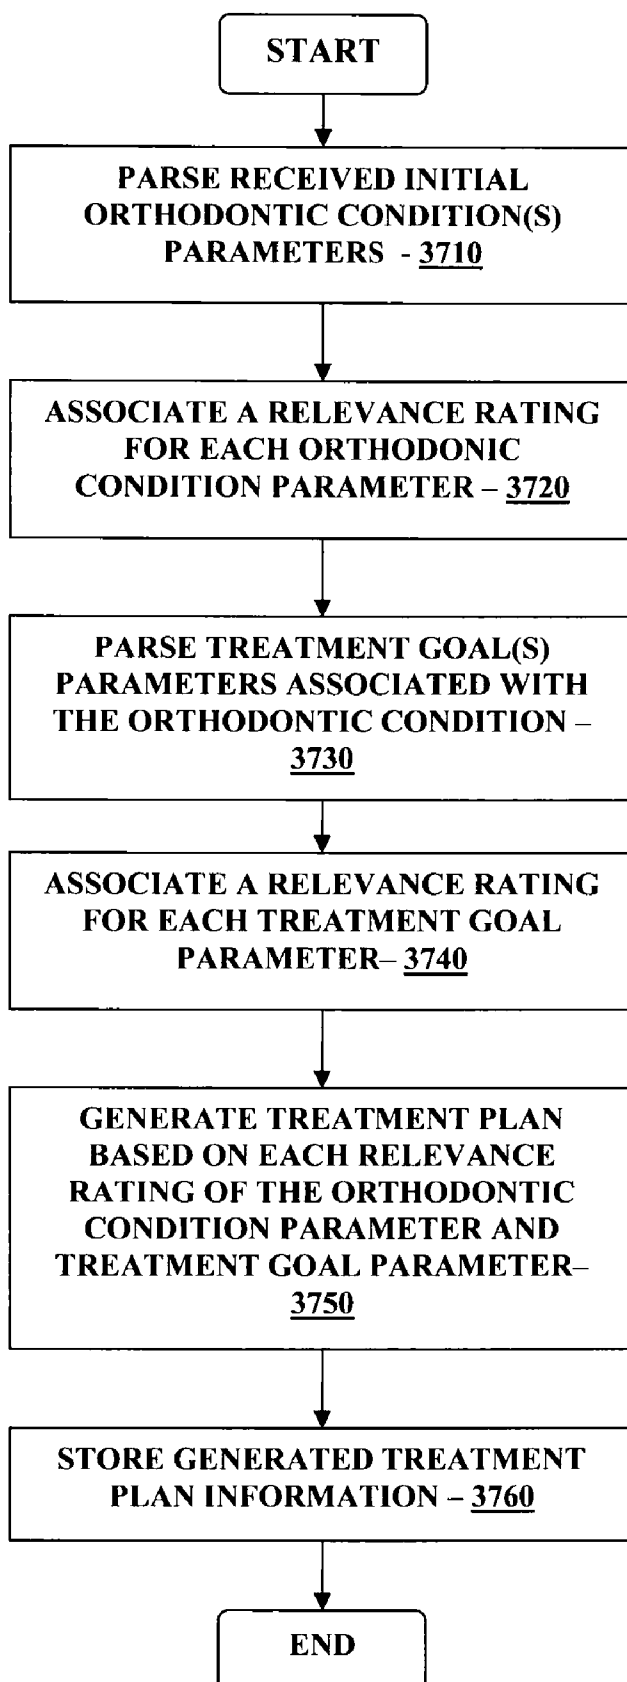 START
PARSE RECEIVED INITIAL
ORTHODONTIC CONDITION(S)
PARAMETERS - 3710
ASSOCIATE A RELEVANCE RATING
FOR EACH ORTHODONIC
CONDITION PARAMETER – 3720
PARSE TREATMENT GOAL(S)
PARAMETERS ASSOCIATED WITH
THE ORTHODONTIC CONDITION –
3730
ASSOCIATE A RELEVANCE RATING
FOR EACH TREATMENT GOAL
PARAMETER– 3740
GENERATE TREATMENT PLAN
BASED ON EACH RELEVANCE
RATING OF THE ORTHODONTIC
CONDITION PARAMETER AND
TREATMENT GOAL PARAMETER–
3750
STORE GENERATED TREATMENT
PLAN INFORMATION – 3760
END